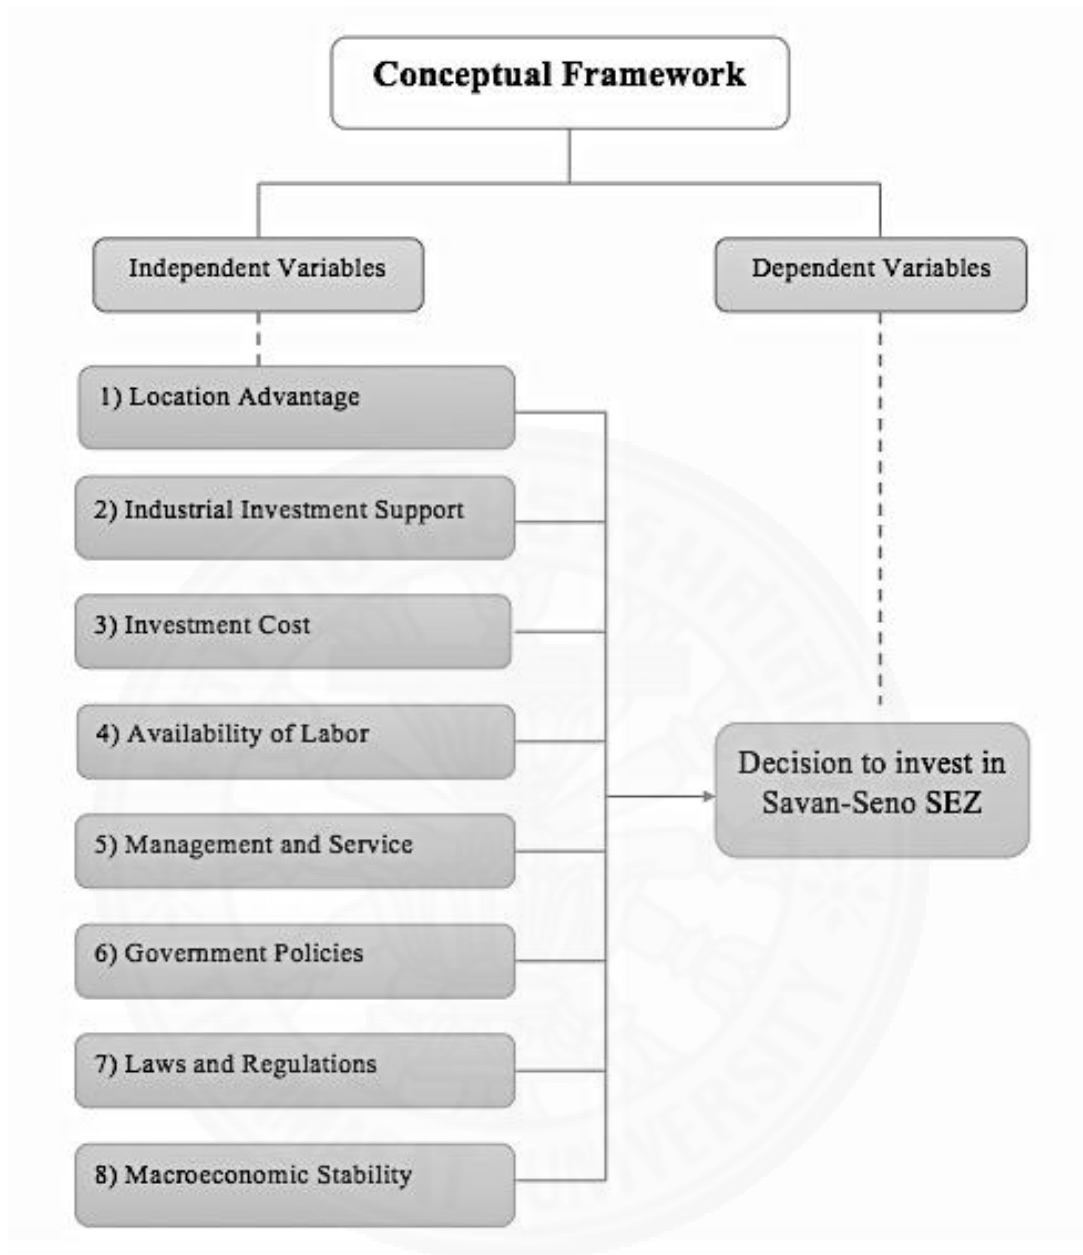 Conceptual Framework
Independent Variables
Dependent Variables
1) Location Advantage
2) Industrial Investment Support
3) Investment Cost
4) Availability of Labor
5) Management and Service
6) Government Policies
7) Laws and Regulations
8) Macroeconomic Stability
Decision to invest in
Savan-Seno SEZ
UNIVERSITY